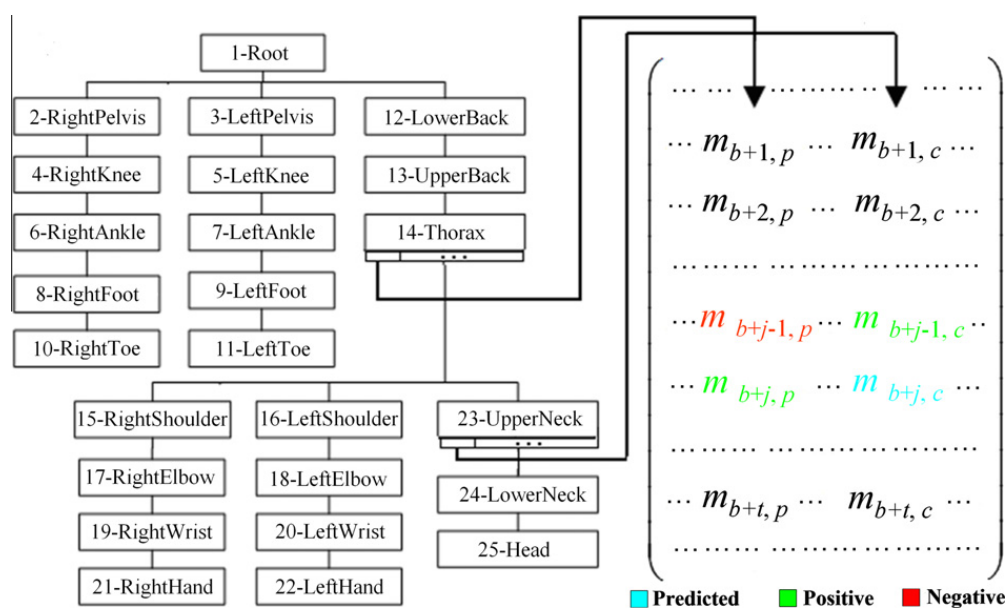 1-Root
2-RightPelvis
3-LeftPelvis
12-LowerBack
4-RightKnee
5-LeftKnee
13-UpperBack
6-RightAnkle
7-LeftAnkle
14-Thorax
...
8-RightFoot
9-LeftFoot
10-RightToe
11-LeftToe
15-RightShoulder
16-LeftShoulder
23-UpperNeck
...
17-RightElbow
18-LeftElbow
24-LowerNeck
19-RightWrist
20-LeftWrist
25-Head
21-RightHand
22-LeftHand
... ... ... ... ... ... ...
... m b+1, p ... m b+1, c ...
... m b+2, p ... m b+2, c ...
... ... ... ... ... ... ...
... m b+j-1, p ... m b+j-1, c ..
... m b+j, p ... m b+j, c ...
... ... ... ... ... ... ...
... m b+t, p ... m b+t, c ...
... ... ... ... ... ... ...
Predicted Positive Negative